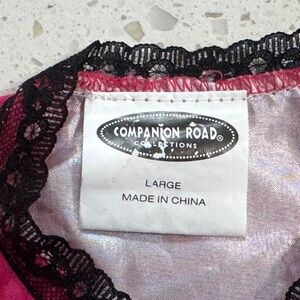 COMPANION ROAD®
COLLECTIONS
LARGE
MADE IN CHINA